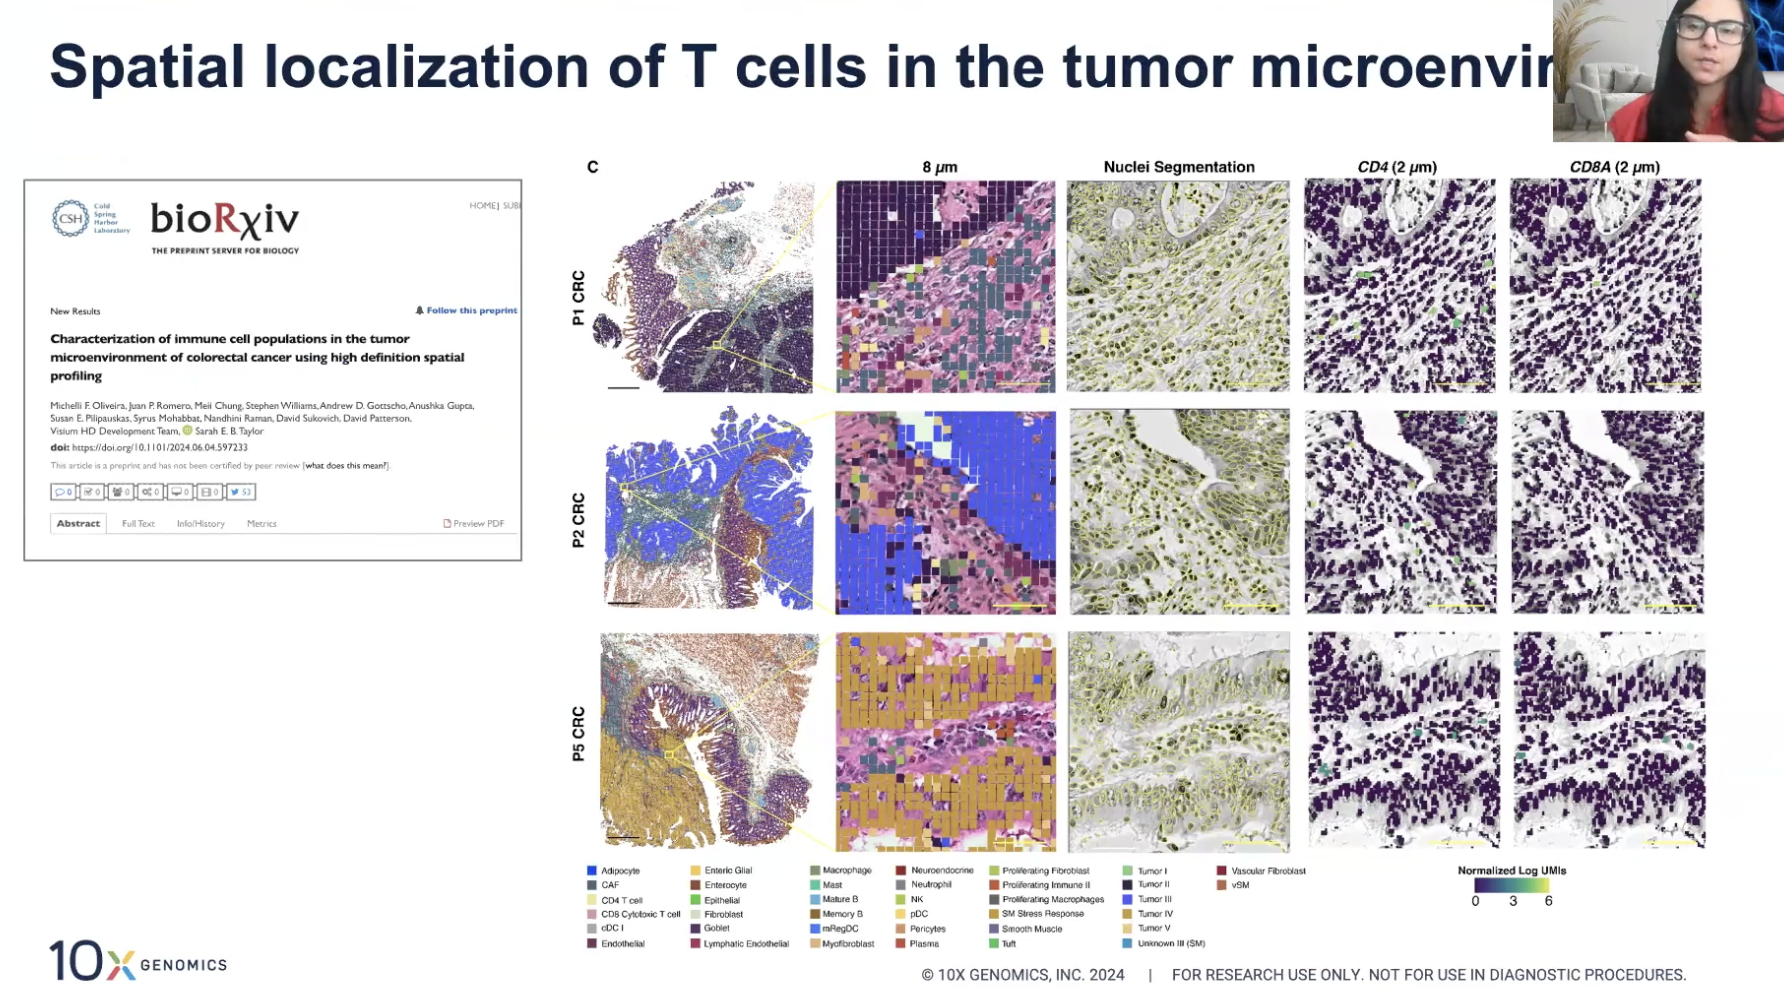 Spatial localization of T cells in the tumor microenvir
CSH
Cold
Spring
Harbor
Laboratory
bioRxiv
THE PREPRINT SERVER FOR BIOLOGY
HOME| SUB
New Results
Follow this preprint
Characterization of immune cell populations in the tumor
microenvironment of colorectal cancer using high definition spatial
profiling
Michelli F. Oliveira, Juan P. Romero, Meii Chung, Stephen Williams, Andrew D. Gottscho, Anushka Gupta,
Susan E. Pilipauskas, Syrus Mohabbat, Nandhini Raman, David Sukovich, David Patterson,
Visium HD Development Team, Sarah E. B. Taylor
doi: https://doi.org/10.1101/2024.06.04.597233
This article is a preprint and has not been certified by peer review [what does this mean?].
0 0 0 0 0 0 53
Abstract Full Text Info/History Metrics Preview PDF
C
8 µm
Nuclei Segmentation
CD4 (2 µm)
CD8A (2 µm)
P1 CRC
P2 CRC
P5 CRC
Adipocyte
CAF
CD4 T cell
CD8 Cytotoxic T cell
cDC I
Endothelial
Enteric Glial
Enterocyte
Epithelial
Fibroblast
Goblet
Lymphatic Endothelial
Macrophage
Mast
Mature B
Memory B
mRegDC
Myofibroblast
Neuroendocrine
Neutrophil
NK
pDC
Pericytes
Plasma
Proliferating Fibroblast
Proliferating Immune II
Proliferating Macrophages
SM Stress Response
Smooth Muscle
Tuft
Tumor I
Tumor II
Tumor III
Tumor IV
Tumor V
Unknown III (SM)
Vascular Fibroblast
vSM
Normalized Log UMIs
0 3 6
10X GENOMICS
© 10X GENOMICS, INC. 2024 | FOR RESEARCH USE ONLY. NOT FOR USE IN DIAGNOSTIC PROCEDURES.